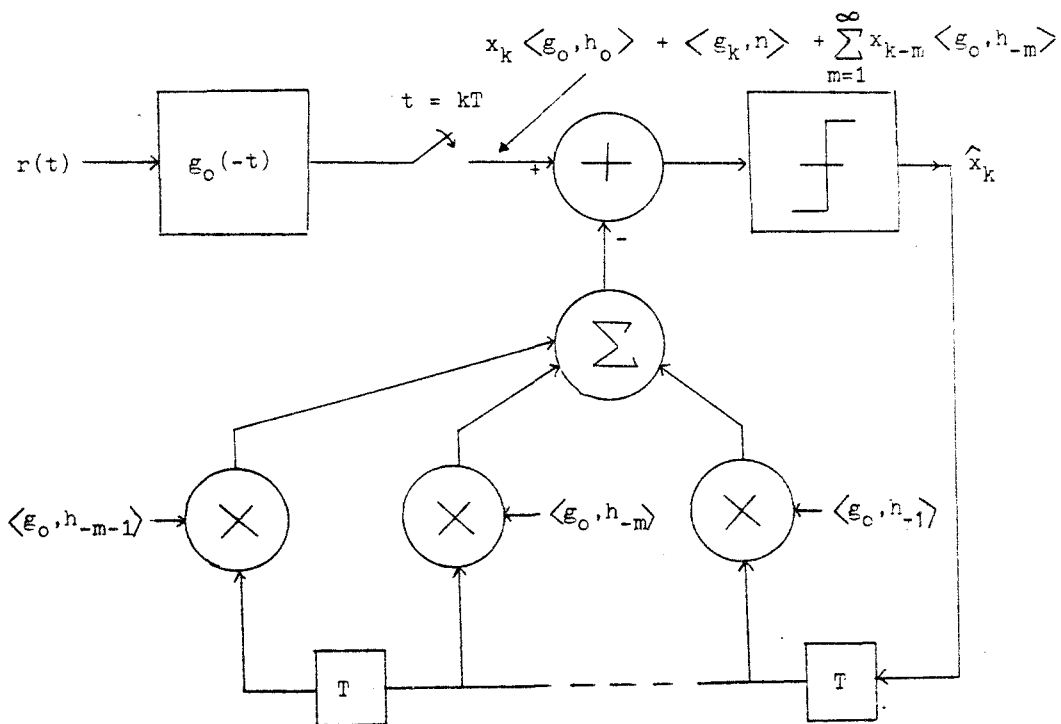 x_k ⟨g_o, h_o⟩ + ⟨g_k, n⟩ + ∑_{m=1}^{∞} x_{k-m} ⟨g_o, h_{-m}⟩
t = kT
r(t)
g_o(-t)
+
+
x̂_k
-
Σ
⟨g_o, h_{-m-1}⟩
×
×
⟨g_o, h_{-m}⟩
×
⟨g_o, h_{-1}⟩
T
T